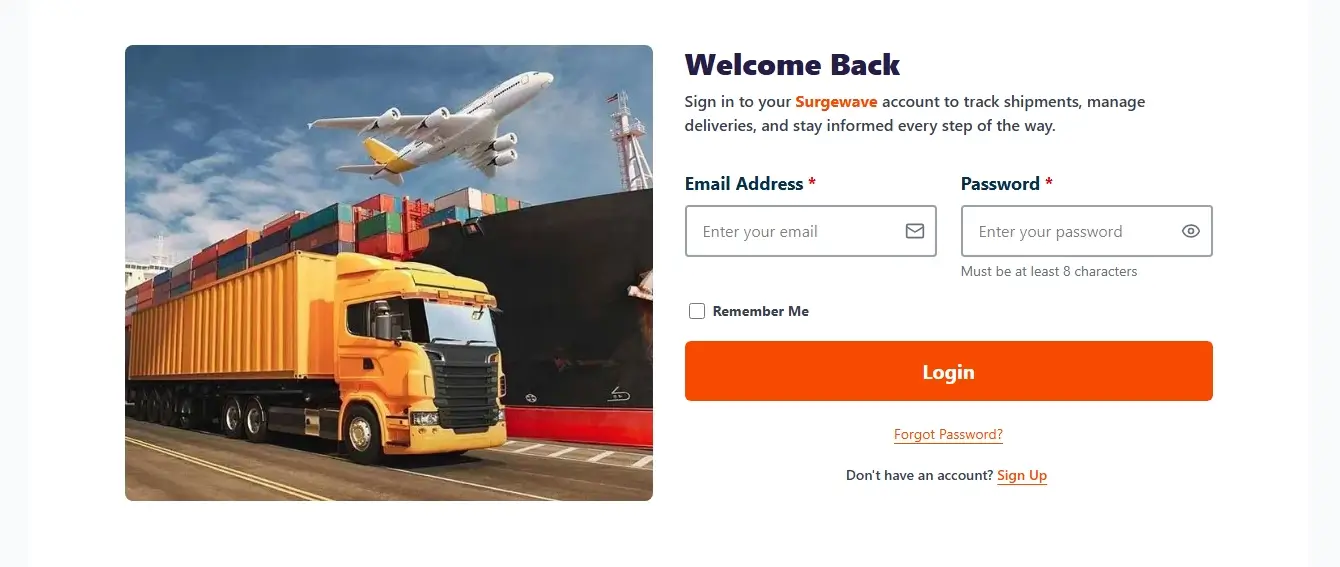 Welcome Back
Sign in to your Surgewave account to track shipments, manage
deliveries, and stay informed every step of the way.
Email Address *
Password *
Enter your email
Enter your password
Must be at least 8 characters
Remember Me
Login
Forgot Password?
Don't have an account? Sign Up